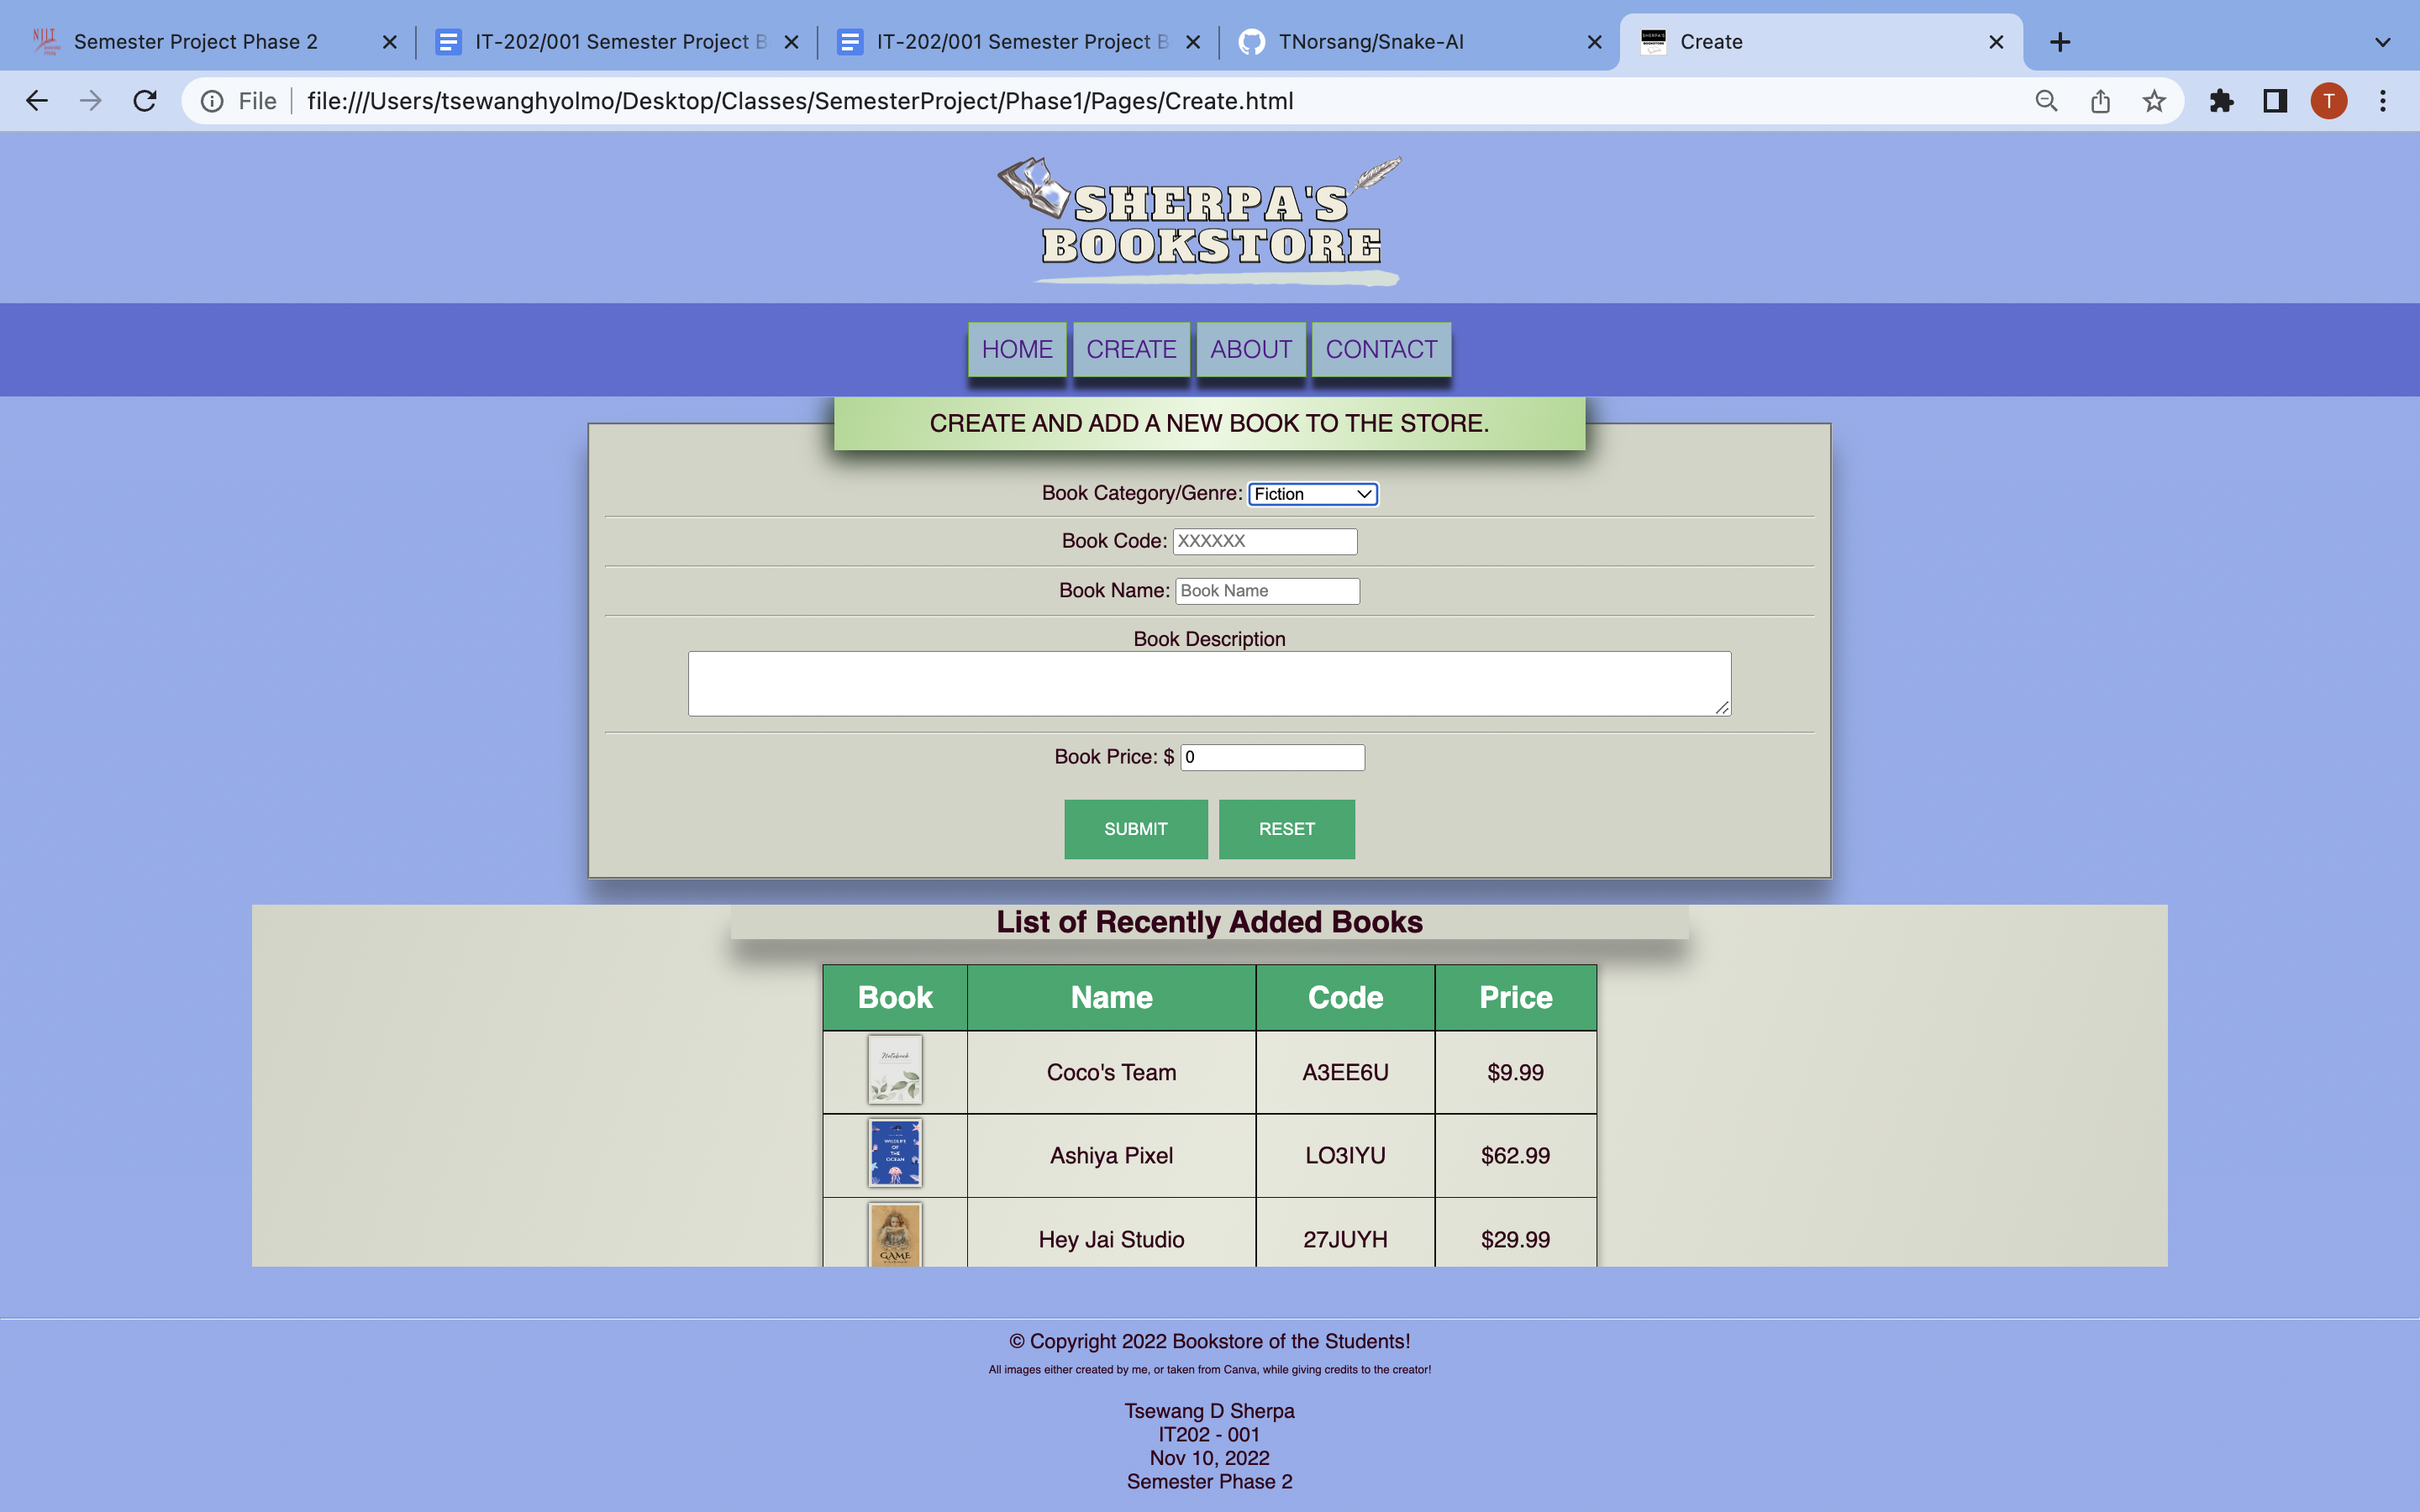 Semester Project Phase 2
IT-202/001 Semester Project B
IT-202/001 Semester Project B
TNorsang/Snake-AI
Create
File file:///Users/tsewanghyolmo/Desktop/Classes/SemesterProject/Phase1/Pages/Create.html
T
SHERPA'S
BOOKSTORE
HOME CREATE ABOUT CONTACT
CREATE AND ADD A NEW BOOK TO THE STORE.
Book Category/Genre: Fiction
Book Code: XXXXXX
Book Name: Book Name
Book Description
Book Price: $ 0
SUBMIT RESET
List of Recently Added Books
Book Name Code Price
Notebook
Coco's Team A3EE6U $9.99
WILDLIFE
OF
THE
OCEAN
Ashiya Pixel LO3IYU $62.99
GAME
Hey Jai Studio 27JUYH $29.99
© Copyright 2022 Bookstore of the Students!
All images either created by me, or taken from Canva, while giving credits to the creator!
Tsewang D Sherpa
IT202 - 001
Nov 10, 2022
Semester Phase 2